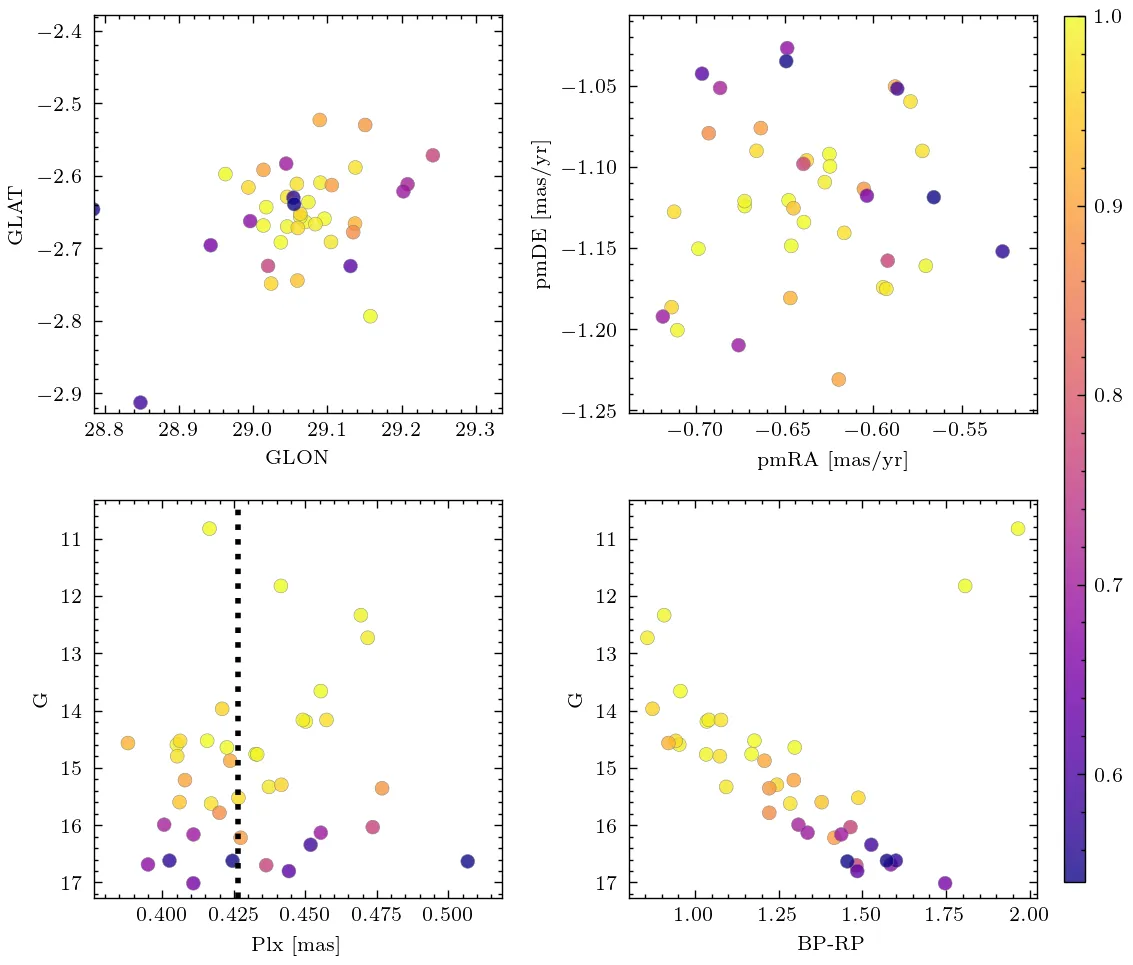 −2.4
−2.5
−2.6
−2.7
−2.8
−2.9
GLAT
28.8 28.9 29.0 29.1 29.2 29.3
GLON
−1.05
−1.10
−1.15
−1.20
−1.25
pmDE [mas/yr]
−0.70 −0.65 −0.60 −0.55
pmRA [mas/yr]
1.0
0.9
0.8
0.7
0.6
11
12
13
14
15
16
17
G
0.400 0.425 0.450 0.475 0.500
Plx [mas]
11
12
13
14
15
16
17
G
1.00 1.25 1.50 1.75 2.00
BP-RP